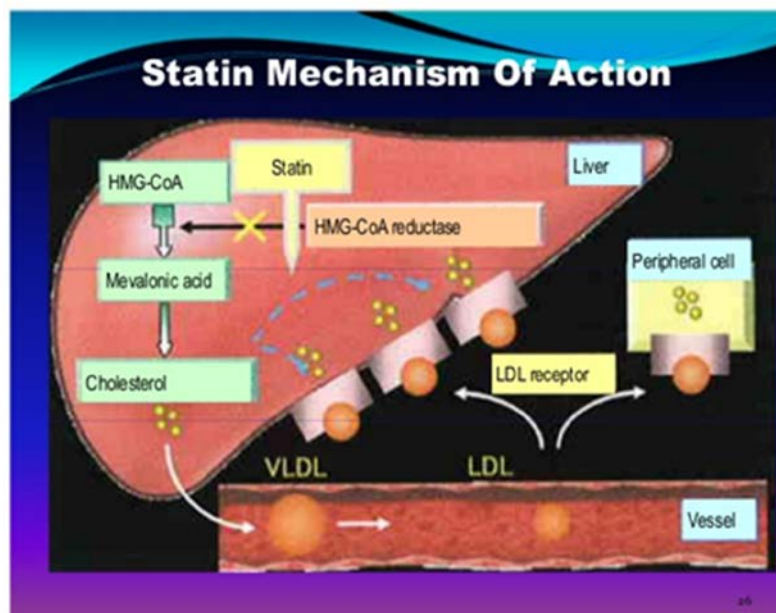 Statin Mechanism Of Action
HMG-CoA
Statin
Liver
HMG-CoA reductase
Mevalonic acid
Peripheral cell
Cholesterol
LDL receptor
VLDL
LDL
Vessel
26